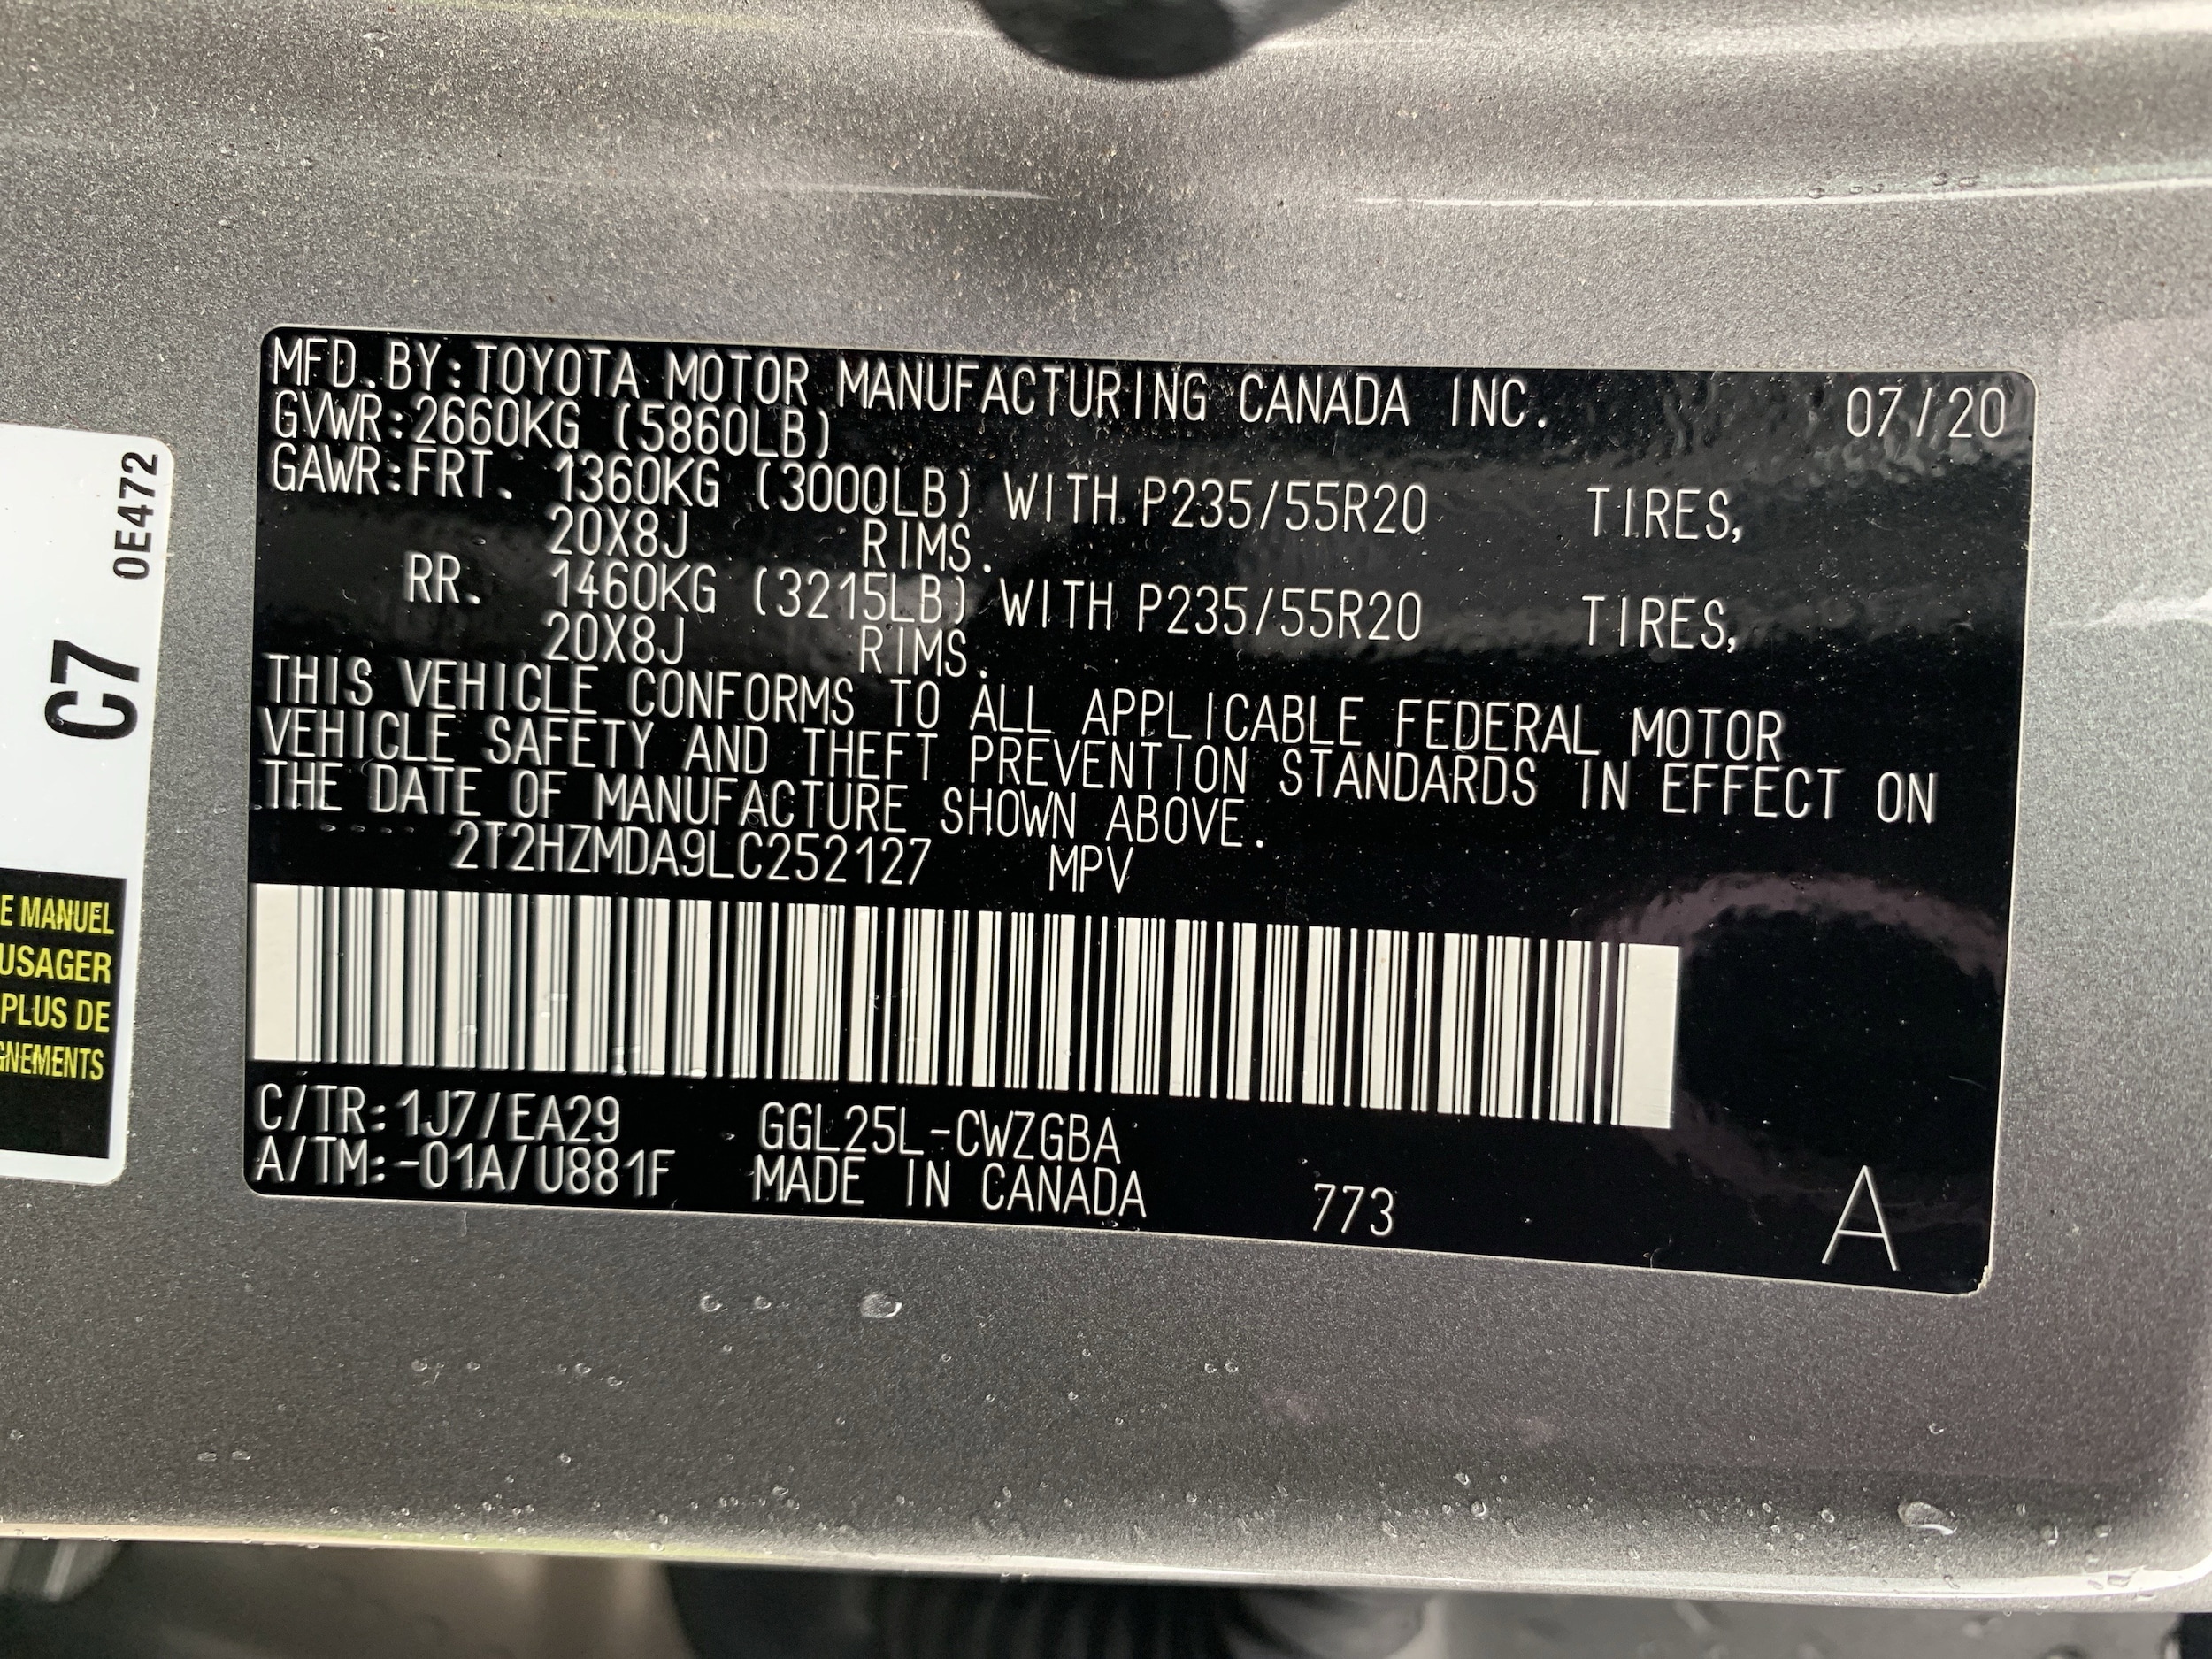 MFD.BY:TOYOTA MOTOR MANUFACTURING CANADA INC. 07/20
GVWR:2660KG (5860LB)
GAWR:FRT. 1360KG (3000LB) WITH P235/55R20 TIRES,
20X8J RIMS.
RR. 1460KG (3215LB) WITH P235/55R20 TIRES,
20X8J RIMS.
THIS VEHICLE CONFORMS TO ALL APPLICABLE FEDERAL MOTOR
VEHICLE SAFETY AND THEFT PREVENTION STANDARDS IN EFFECT ON
THE DATE OF MANUFACTURE SHOWN ABOVE.
2T2HZMDA9LC252127 MPV
C/TR:1J7/EA29 GGL25L-CWZGBA
A/TM:-01A/U881F MADE IN CANADA 773 A
C7 0E472
E MANUEL
USAGER
PLUS DE
GNEMENTS